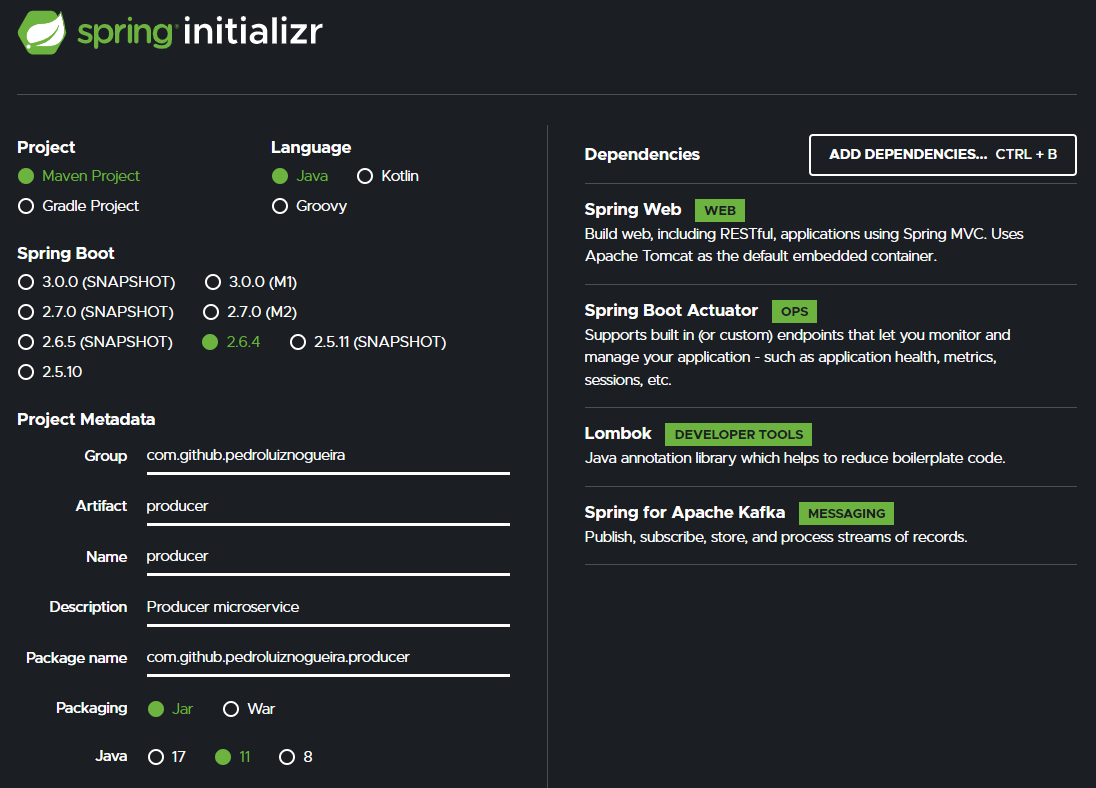 spring initializr
Project
Maven Project
Gradle Project
Language
Java Kotlin
Groovy
Spring Boot
3.0.0 (SNAPSHOT) 3.0.0 (M1)
2.7.0 (SNAPSHOT) 2.7.0 (M2)
2.6.5 (SNAPSHOT) 2.6.4 2.5.11 (SNAPSHOT)
2.5.10
Project Metadata
Group com.github.pedroluiznogueira
Artifact producer
Name producer
Description Producer microservice
Package name com.github.pedroluiznogueira.producer
Packaging Jar War
Java 17 11 8
Dependencies
ADD DEPENDENCIES... CTRL + B
Spring Web WEB
Build web, including RESTful, applications using Spring MVC. Uses
Apache Tomcat as the default embedded container.
Spring Boot Actuator OPS
Supports built in (or custom) endpoints that let you monitor and
manage your application - such as application health, metrics,
sessions, etc.
Lombok DEVELOPER TOOLS
Java annotation library which helps to reduce boilerplate code.
Spring for Apache Kafka MESSAGING
Publish, subscribe, store, and process streams of records.